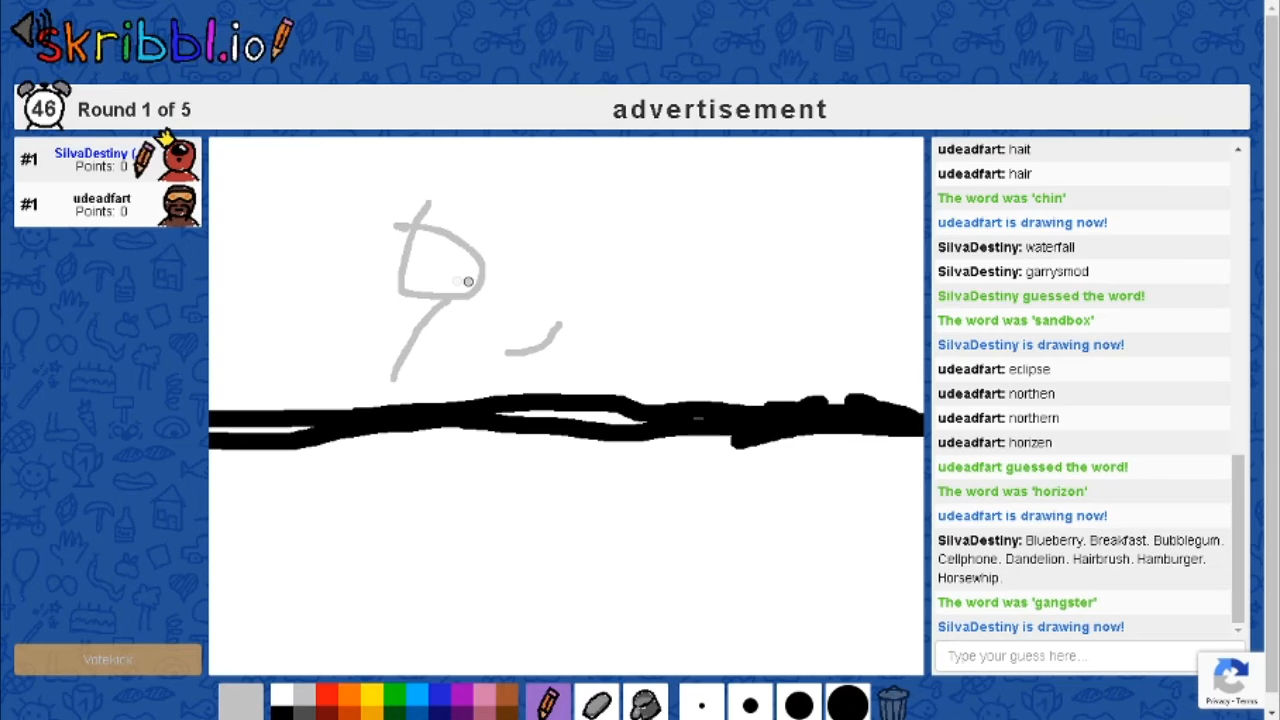 skribbl.io
46 Round 1 of 5 advertisement
#1 SilvaDestiny (
Points: 0
#1 udeadfart
Points: 0
udeadfart: hait
udeadfart: hair
The word was 'chin'
udeadfart is drawing now!
SilvaDestiny: waterfall
SilvaDestiny: garrysmod
SilvaDestiny guessed the word!
The word was 'sandbox'
SilvaDestiny is drawing now!
udeadfart: eclipse
udeadfart: northen
udeadfart: northern
udeadfart: horizen
udeadfart guessed the word!
The word was 'horizon'
udeadfart is drawing now!
SilvaDestiny: Blueberry. Breakfast. Bubblegum.
Cellphone. Dandelion. Hairbrush. Hamburger.
Horsewhip.
The word was 'gangster'
SilvaDestiny is drawing now!
Type your guess here...
Votekick
Privacy - Terms